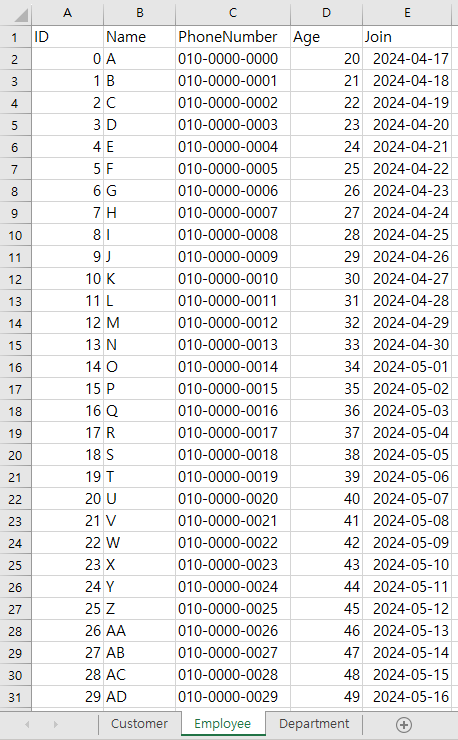 A B C D E
1 ID Name PhoneNumber Age Join
2 0 A 010-0000-0000 20 2024-04-17
3 1 B 010-0000-0001 21 2024-04-18
4 2 C 010-0000-0002 22 2024-04-19
5 3 D 010-0000-0003 23 2024-04-20
6 4 E 010-0000-0004 24 2024-04-21
7 5 F 010-0000-0005 25 2024-04-22
8 6 G 010-0000-0006 26 2024-04-23
9 7 H 010-0000-0007 27 2024-04-24
10 8 I 010-0000-0008 28 2024-04-25
11 9 J 010-0000-0009 29 2024-04-26
12 10 K 010-0000-0010 30 2024-04-27
13 11 L 010-0000-0011 31 2024-04-28
14 12 M 010-0000-0012 32 2024-04-29
15 13 N 010-0000-0013 33 2024-04-30
16 14 O 010-0000-0014 34 2024-05-01
17 15 P 010-0000-0015 35 2024-05-02
18 16 Q 010-0000-0016 36 2024-05-03
19 17 R 010-0000-0017 37 2024-05-04
20 18 S 010-0000-0018 38 2024-05-05
21 19 T 010-0000-0019 39 2024-05-06
22 20 U 010-0000-0020 40 2024-05-07
23 21 V 010-0000-0021 41 2024-05-08
24 22 W 010-0000-0022 42 2024-05-09
25 23 X 010-0000-0023 43 2024-05-10
26 24 Y 010-0000-0024 44 2024-05-11
27 25 Z 010-0000-0025 45 2024-05-12
28 26 AA 010-0000-0026 46 2024-05-13
29 27 AB 010-0000-0027 47 2024-05-14
30 28 AC 010-0000-0028 48 2024-05-15
31 29 AD 010-0000-0029 49 2024-05-16
Customer Employee Department